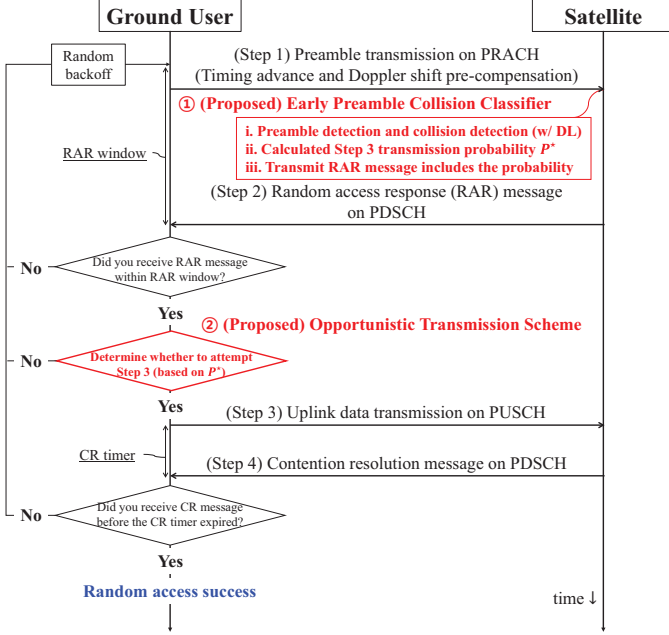 Ground User
Satellite
Random
backoff
(Step 1) Preamble transmission on PRACH
(Timing advance and Doppler shift pre-compensation)
① (Proposed) Early Preamble Collision Classifier
i. Preamble detection and collision detection (w/ DL)
ii. Calculated Step 3 transmission probability P*
iii. Transmit RAR message includes the probability
RAR window
(Step 2) Random access response (RAR) message
on PDSCH
Did you receive RAR message
within RAR window?
No
Yes
② (Proposed) Opportunistic Transmission Scheme
Determine whether to attempt
Step 3 (based on P*)
No
Yes
(Step 3) Uplink data transmission on PUSCH
CR timer
(Step 4) Contention resolution message on PDSCH
Did you receive CR message
before the CR timer expired?
No
Yes
Random access success
time ↓